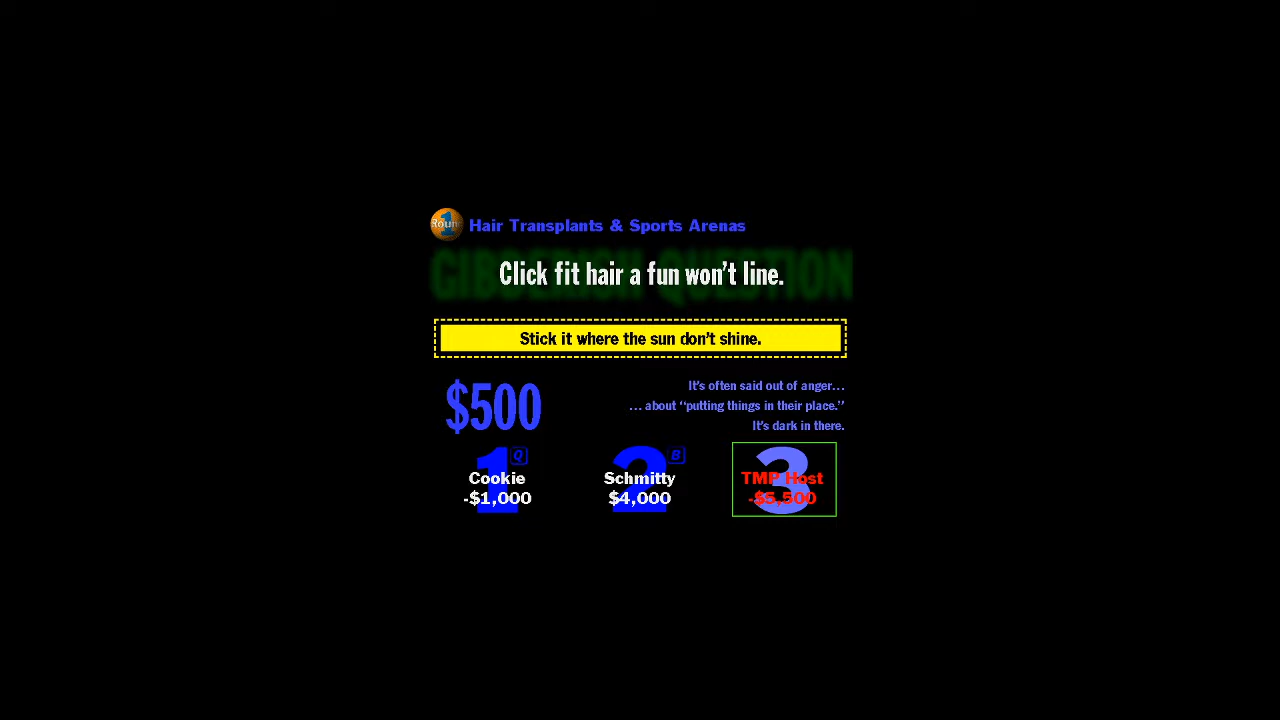 Round 1
Hair Transplants & Sports Arenas
GIBBERISH QUESTION
Click fit hair a fun won't line.
Stick it where the sun don't shine.
$500
It's often said out of anger…
… about "putting things in their place."
It's dark in there.
1 Q 2 B 3
Cookie Schmitty TMP Host
-$1,000 $4,000 -$5,500